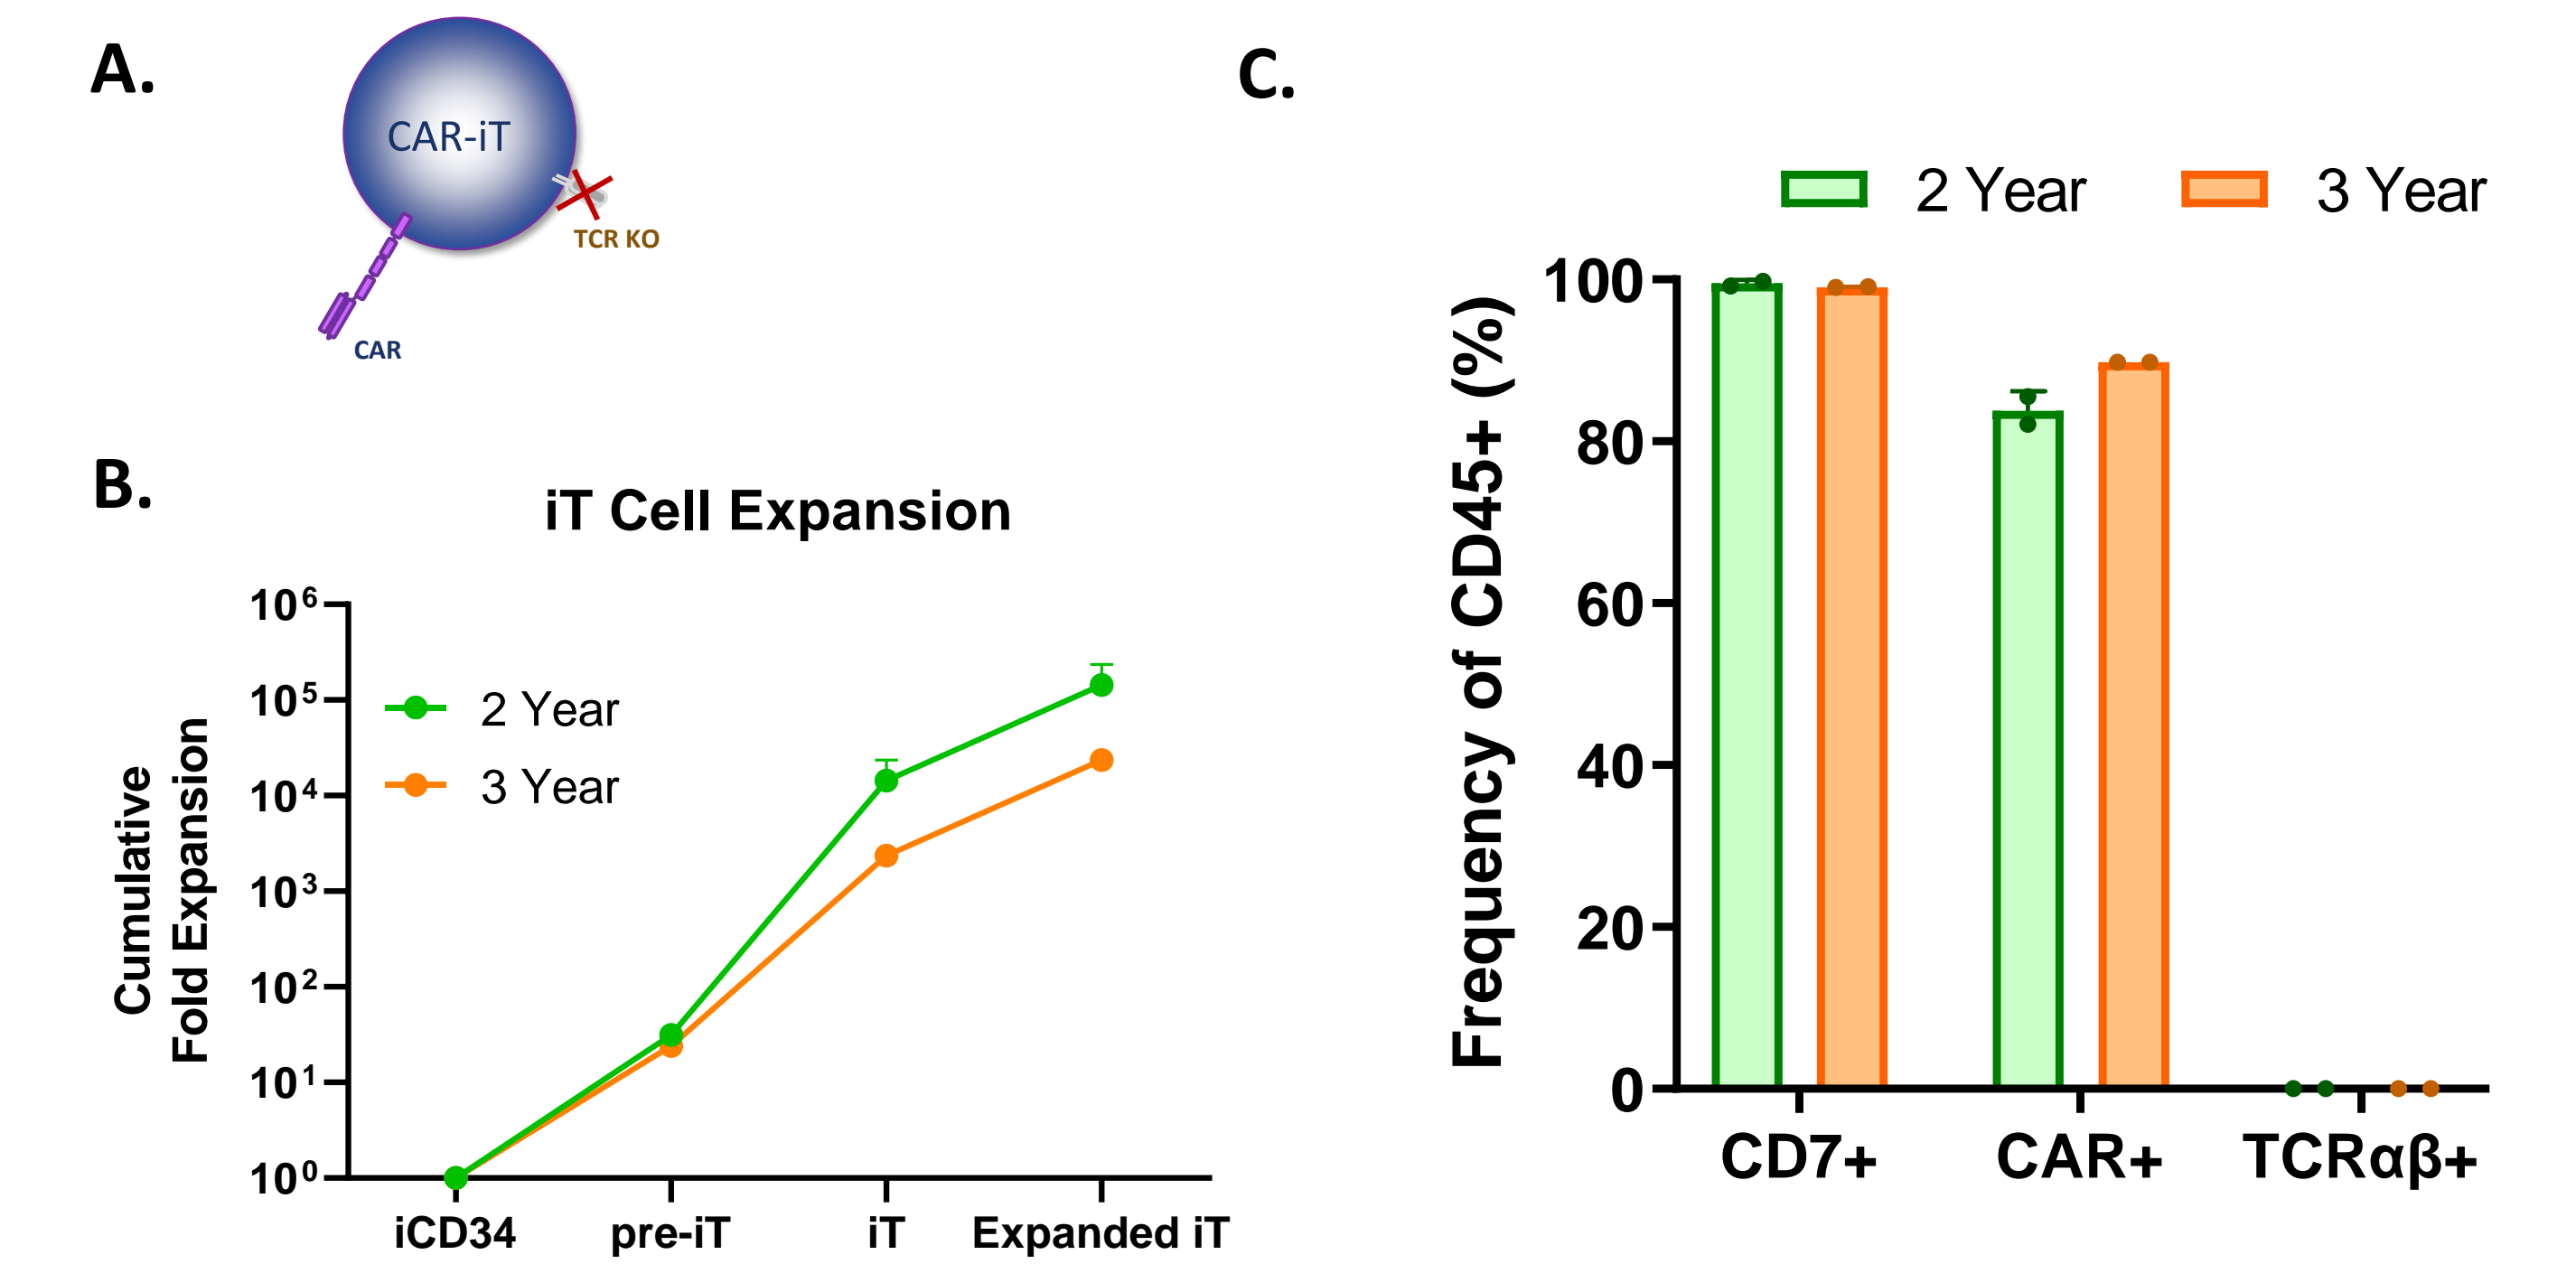 A.
CAR-iT
TCR KO
CAR
B.
iT Cell Expansion
Cumulative
Fold Expansion
10⁶
10⁵
10⁴
10³
10²
10¹
10⁰
2 Year
3 Year
iCD34
pre-iT
iT
Expanded iT
C.
2 Year
3 Year
Frequency of CD45+ (%)
100
80
60
40
20
0
CD7+
CAR+
TCRαβ+